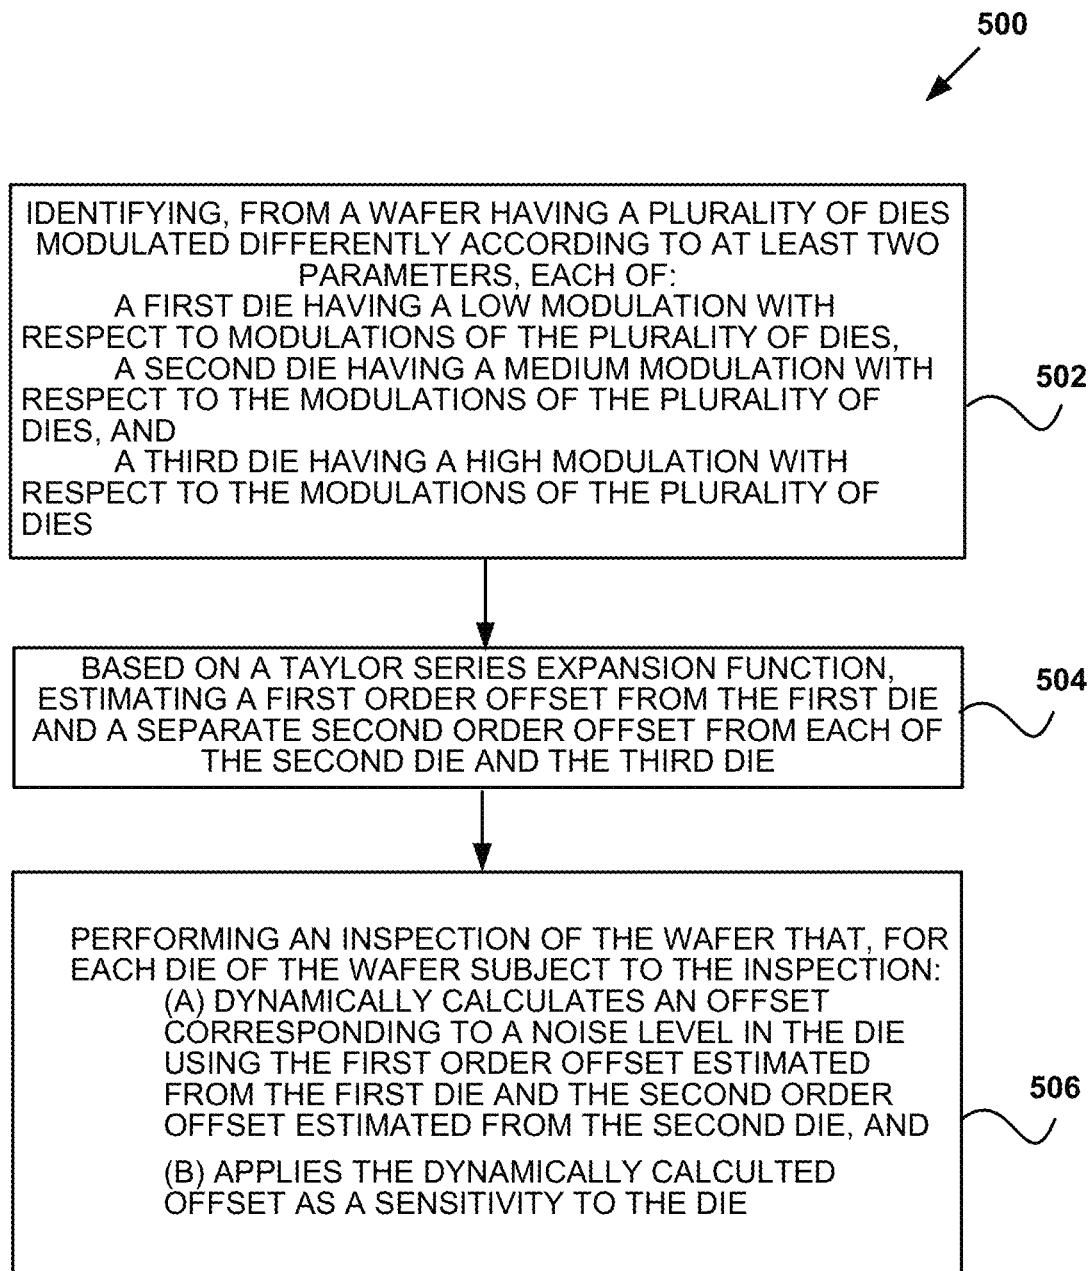 500
IDENTIFYING, FROM A WAFER HAVING A PLURALITY OF DIES
MODULATED DIFFERENTLY ACCORDING TO AT LEAST TWO
PARAMETERS, EACH OF:
A FIRST DIE HAVING A LOW MODULATION WITH
RESPECT TO MODULATIONS OF THE PLURALITY OF DIES,
A SECOND DIE HAVING A MEDIUM MODULATION WITH
RESPECT TO THE MODULATIONS OF THE PLURALITY OF
DIES, AND
A THIRD DIE HAVING A HIGH MODULATION WITH
RESPECT TO THE MODULATIONS OF THE PLURALITY OF
DIES
502
BASED ON A TAYLOR SERIES EXPANSION FUNCTION,
ESTIMATING A FIRST ORDER OFFSET FROM THE FIRST DIE
AND A SEPARATE SECOND ORDER OFFSET FROM EACH OF
THE SECOND DIE AND THE THIRD DIE
504
PERFORMING AN INSPECTION OF THE WAFER THAT, FOR
EACH DIE OF THE WAFER SUBJECT TO THE INSPECTION:
(A) DYNAMICALLY CALCULATES AN OFFSET
CORRESPONDING TO A NOISE LEVEL IN THE DIE
USING THE FIRST ORDER OFFSET ESTIMATED
FROM THE FIRST DIE AND THE SECOND ORDER
OFFSET ESTIMATED FROM THE SECOND DIE, AND
(B) APPLIES THE DYNAMICALLY CALCULTED
OFFSET AS A SENSITIVITY TO THE DIE
506